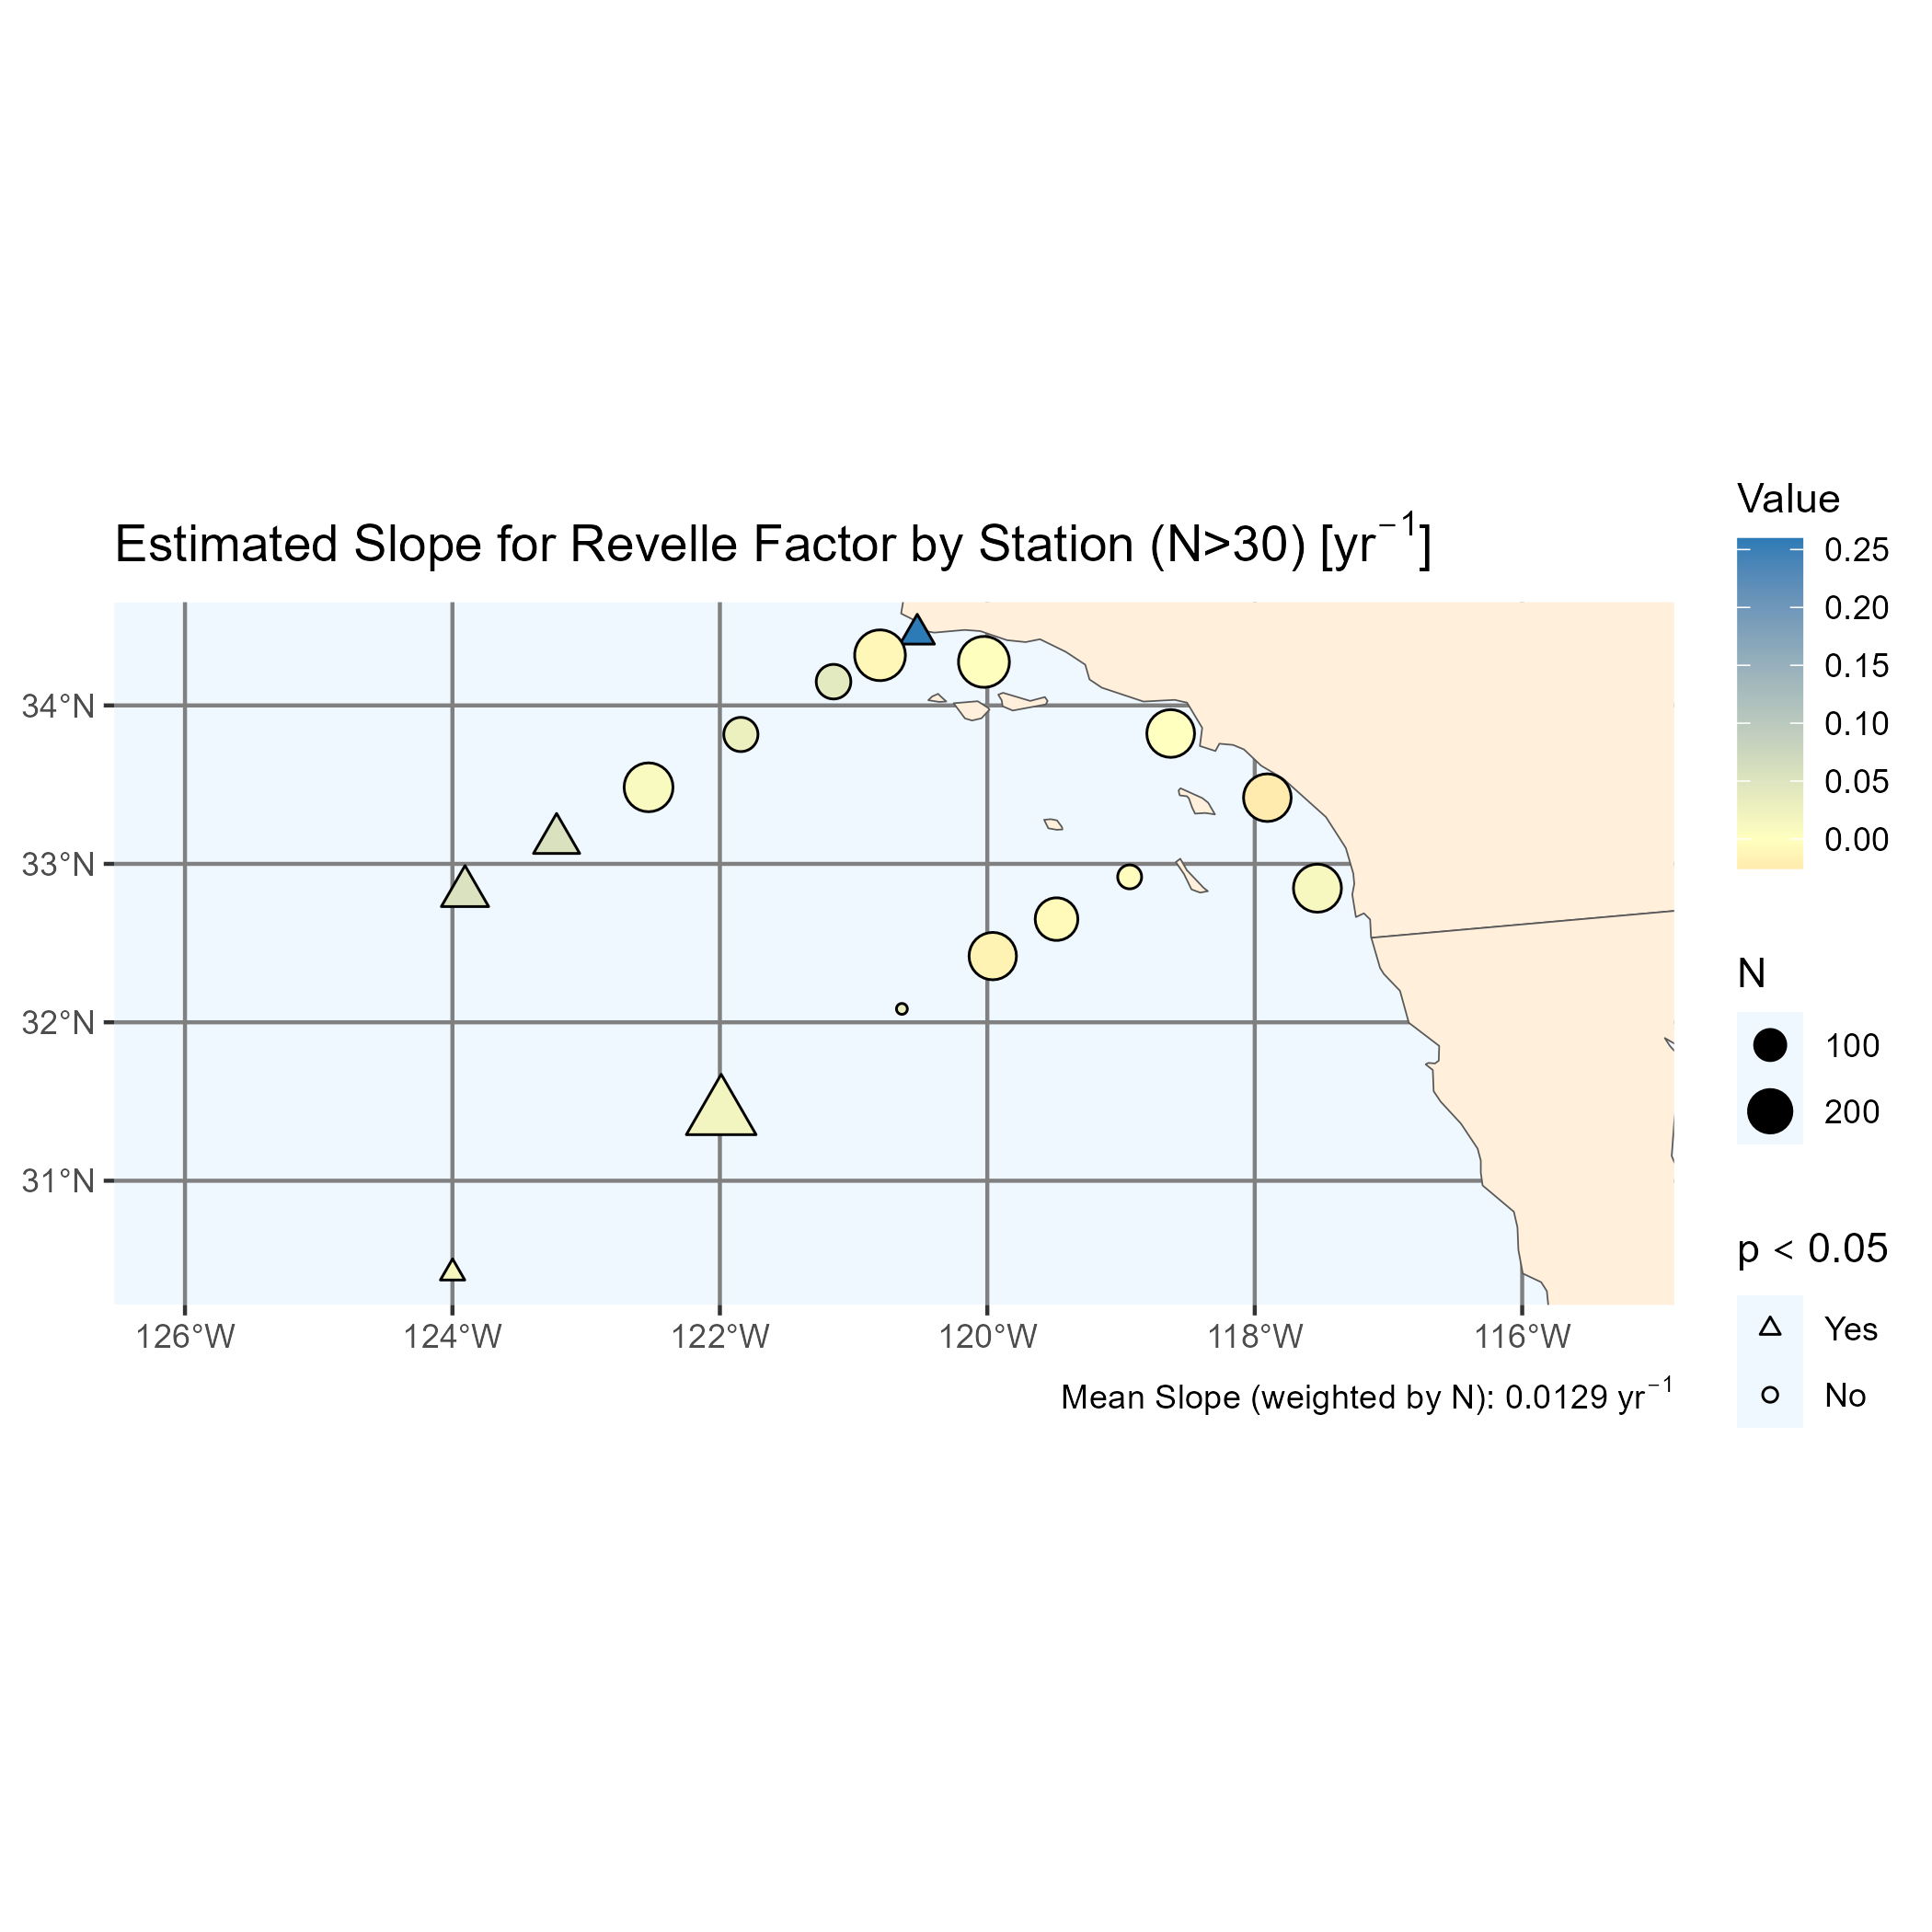 Estimated Slope for Revelle Factor by Station (N>30) [yr⁻¹]
34°N
33°N
32°N
31°N
126°W 124°W 122°W 120°W 118°W 116°W
Mean Slope (weighted by N): 0.0129 yr⁻¹
Value
0.25
0.20
0.15
0.10
0.05
0.00
N
100
200
p < 0.05
Yes
No